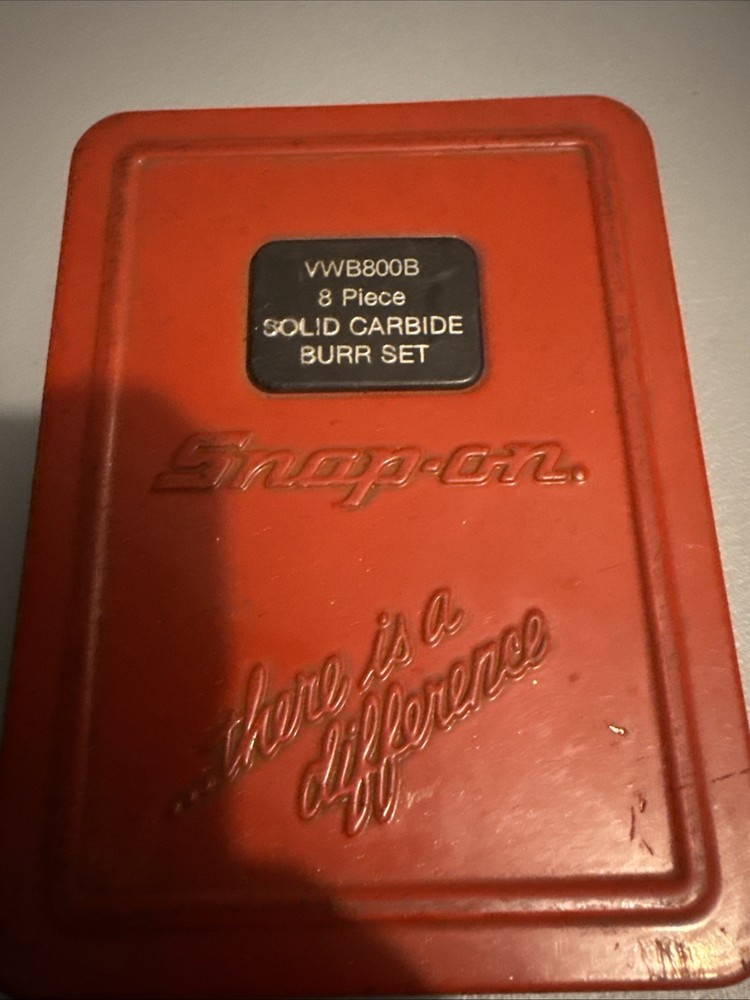 VWB800B
8 Piece
SOLID CARBIDE
BURR SET
Snap-on.
...there is a
difference